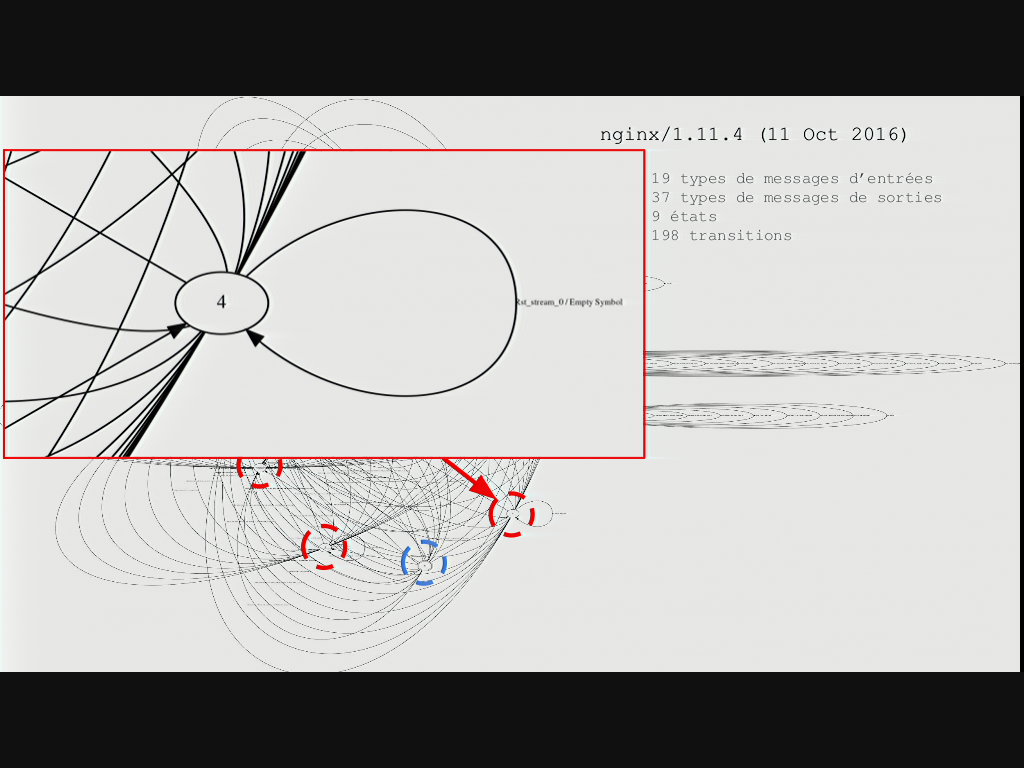 nginx/1.11.4 (11 Oct 2016)
19 types de messages d’entrées
37 types de messages de sorties
9 états
198 transitions
4
Rst_stream_0 / Empty Symbol